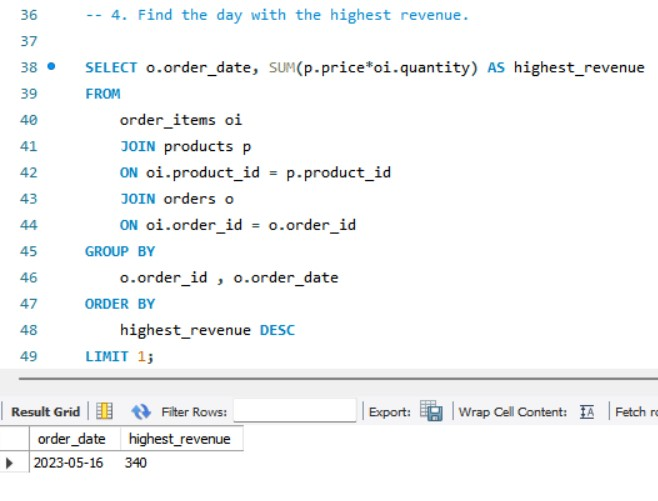 36 -- 4. Find the day with the highest revenue.
37
38 SELECT o.order_date, SUM(p.price*oi.quantity) AS highest_revenue
39 FROM
40 order_items oi
41 JOIN products p
42 ON oi.product_id = p.product_id
43 JOIN orders o
44 ON oi.order_id = o.order_id
45 GROUP BY
46 o.order_id , o.order_date
47 ORDER BY
48 highest_revenue DESC
49 LIMIT 1;
Result Grid Filter Rows: Export: Wrap Cell Content: IA Fetch ro
order_date highest_revenue
2023-05-16 340